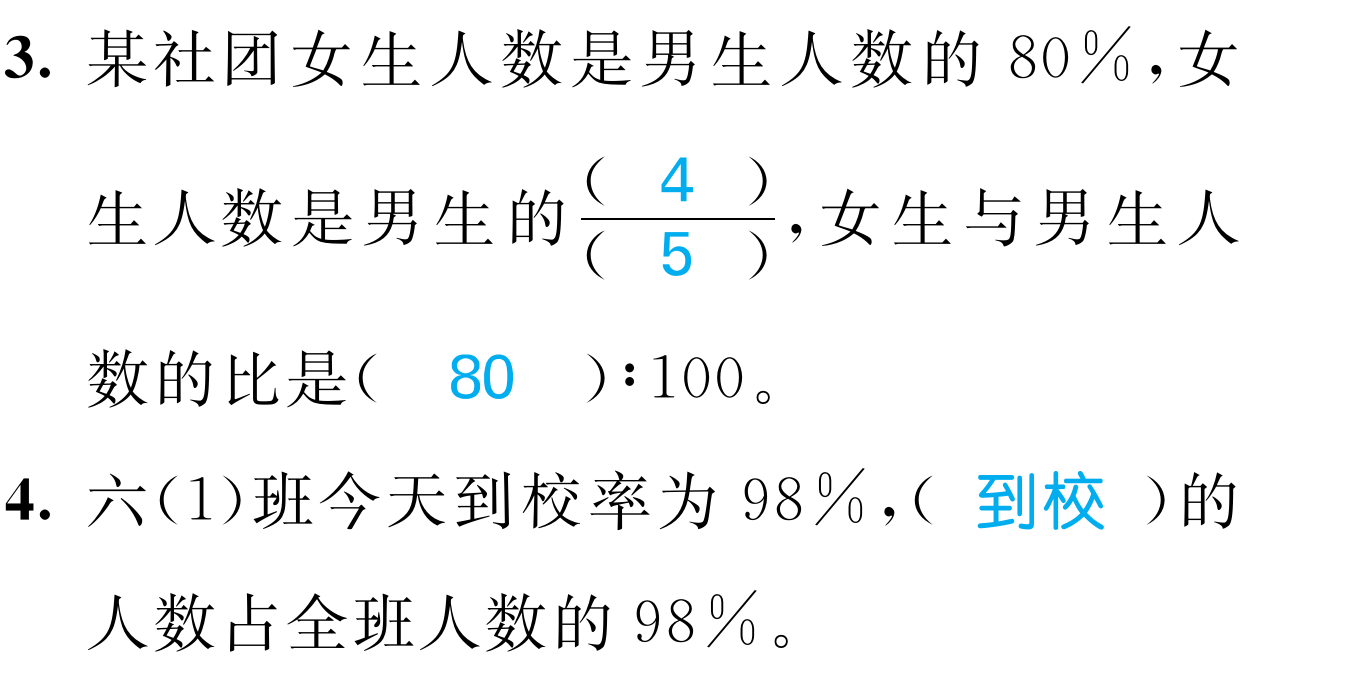 3. 某社团女生人数是男生人数的 80%,女
生人数是男生的( 4 )/( 5 ),女生与男生人
数的比是( 80 )∶100。
4. 六(1)班今天到校率为 98%,( 到校 )的
人数占全班人数的 98%。